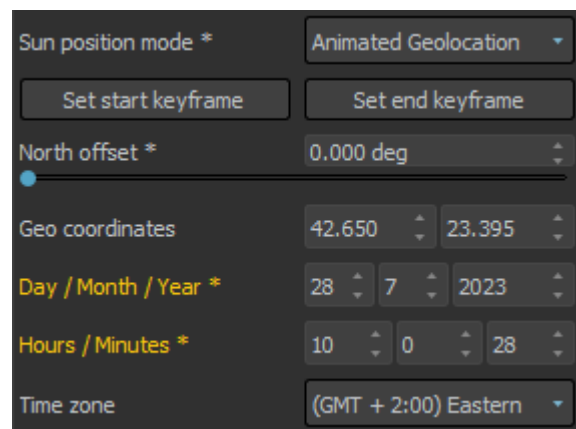 Sun position mode * Animated Geolocation
Set start keyframe Set end keyframe
North offset * 0.000 deg
Geo coordinates 42.650 23.395
Day / Month / Year * 28 7 2023
Hours / Minutes * 10 0 28
Time zone (GMT + 2:00) Eastern